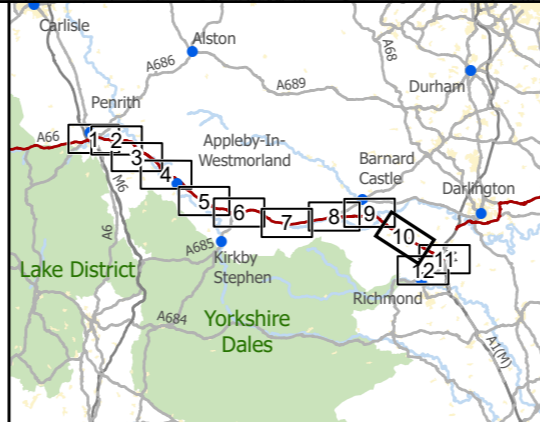 Carlisle
Alston
A686
A68
A689
Durham
Penrith
A66
1
2
3
4
Appleby-In-
Westmorland
Barnard
Castle
Darlington
M6
A6
5
6
7
8
9
10
11
12
A685
Kirkby
Stephen
Lake District
Richmond
A684
Yorkshire
Dales
A1(M)